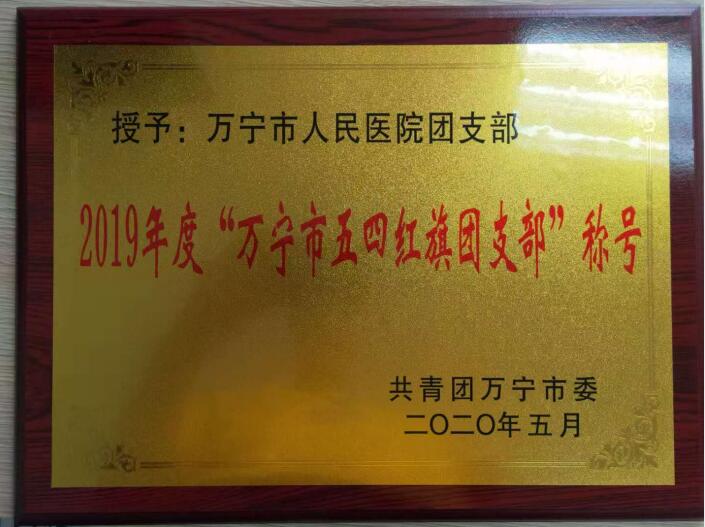 授予：万宁市人民医院团支部
2019年度“万宁市五四红旗团支部”称号
共青团万宁市委
二〇二〇年五月